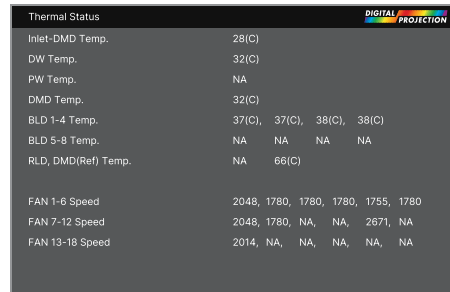 Thermal Status DIGITAL PROJECTION
Inlet-DMD Temp. 28(C)
DW Temp. 32(C)
PW Temp. NA
DMD Temp. 32(C)
BLD 1-4 Temp. 37(C), 37(C), 38(C), 38(C)
BLD 5-8 Temp. NA NA NA NA
RLD, DMD(Ref) Temp. NA 66(C)
FAN 1-6 Speed 2048, 1780, 1780, 1780, 1755, 1780
FAN 7-12 Speed 2048, 1780, NA, NA, 2671, NA
FAN 13-18 Speed 2014, NA, NA, NA, NA, NA